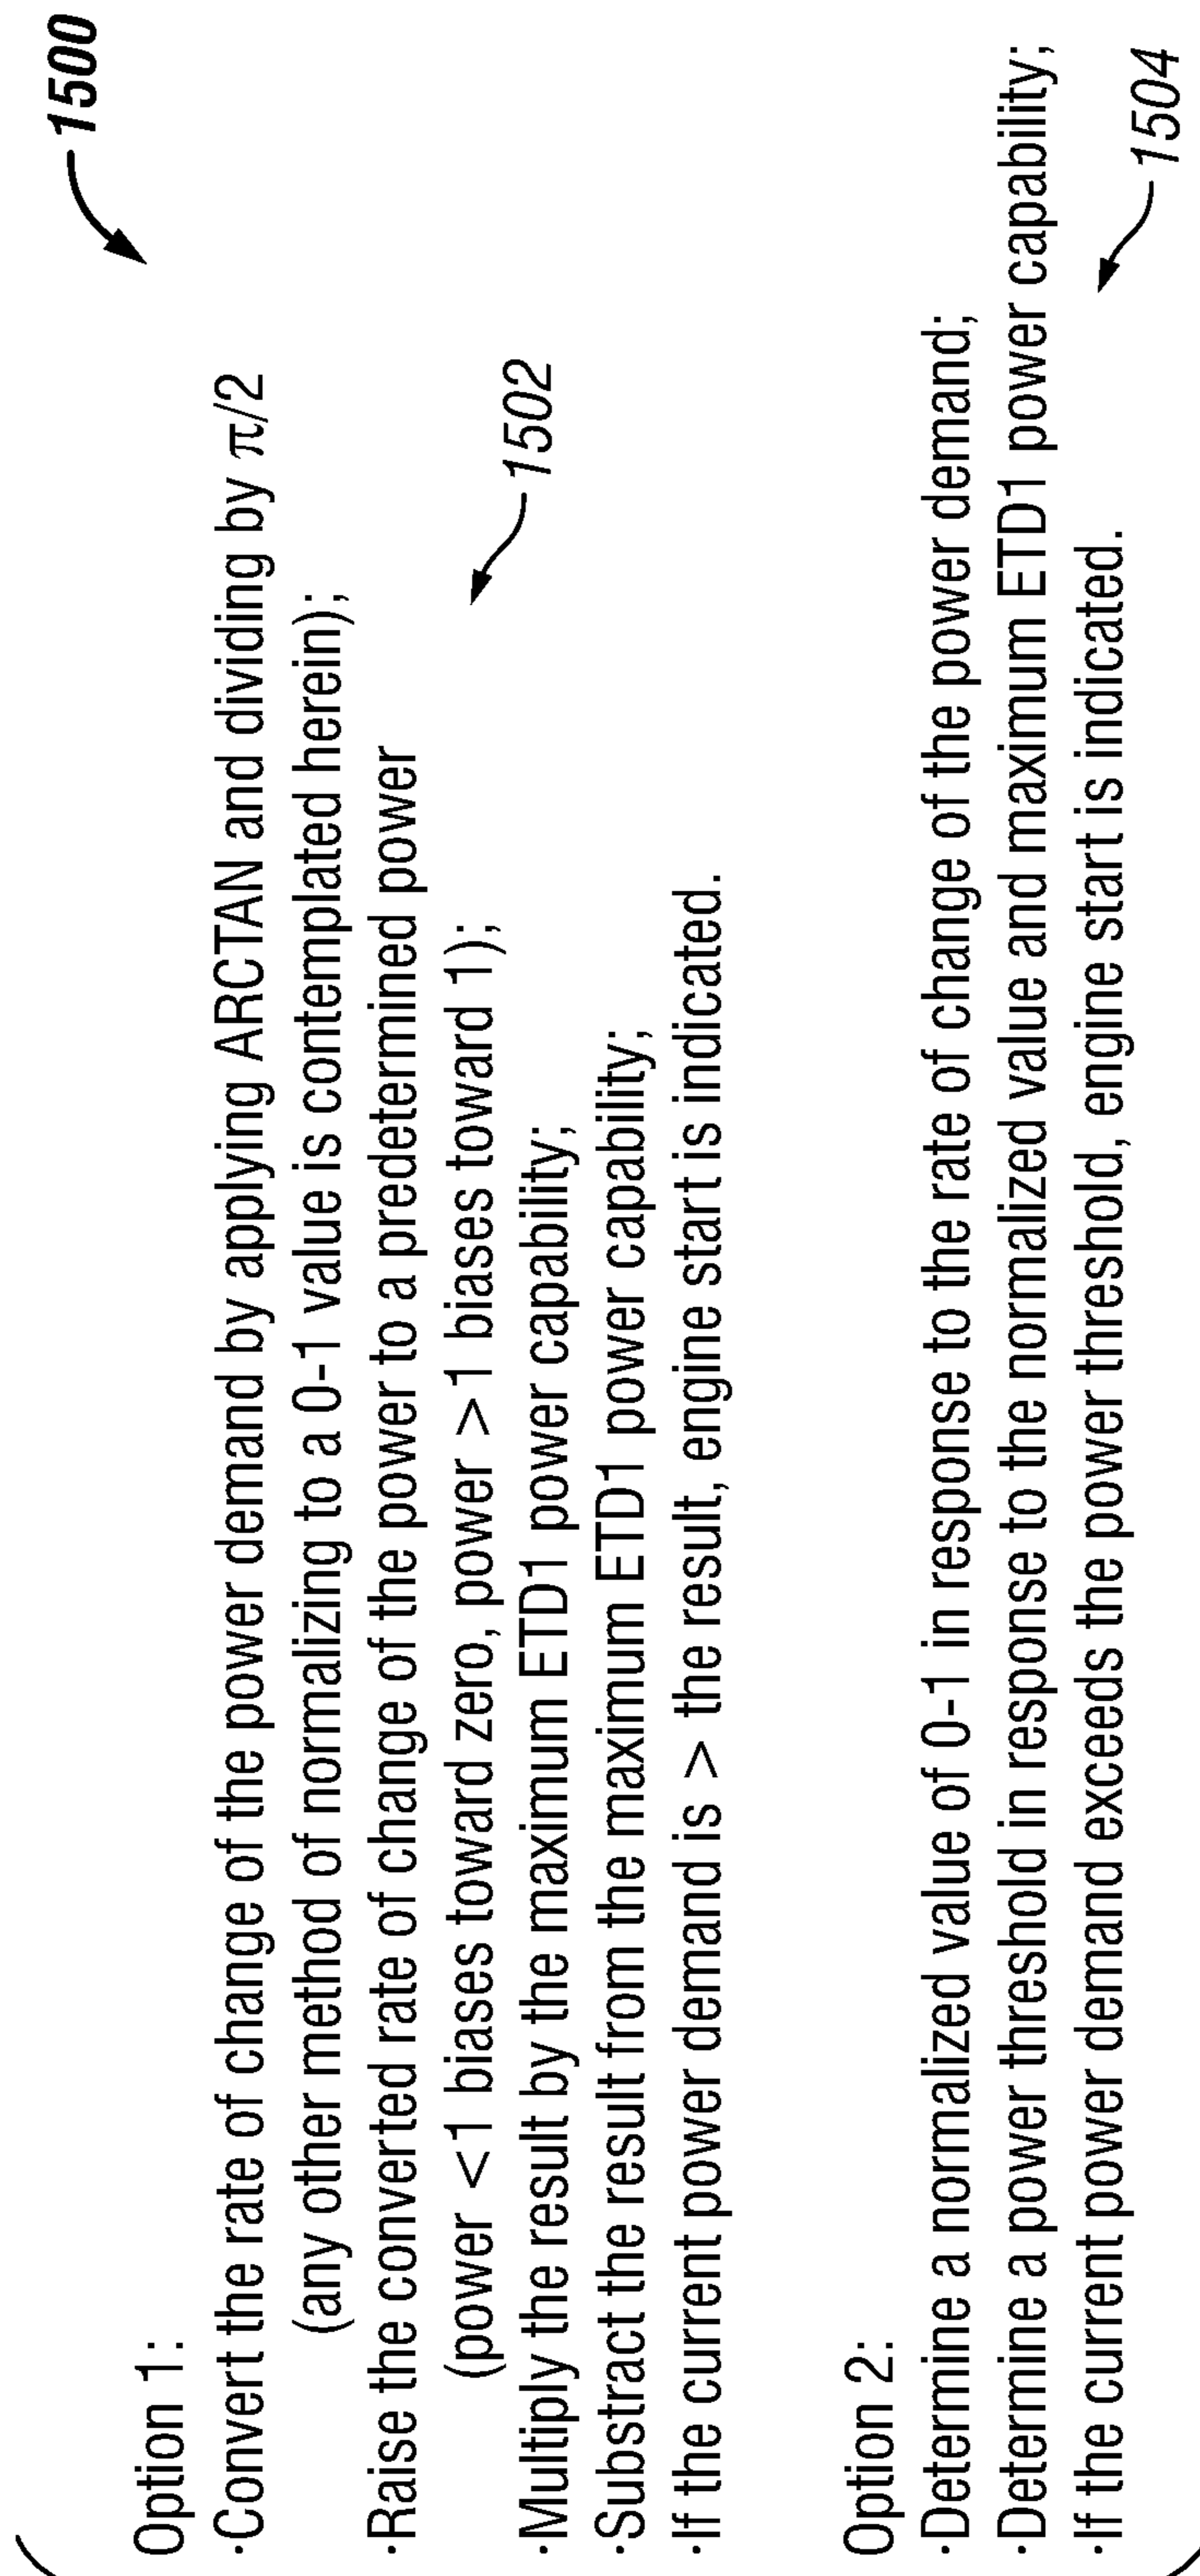 1500
Option 1:
·Convert the rate of change of the power demand by applying ARCTAN and dividing by π/2
(any other method of normalizing to a 0-1 value is contemplated herein);
·Raise the converted rate of change of the power to a predetermined power
(power <1 biases toward zero, power >1 biases toward 1);
·Multiply the result by the maximum ETD1 power capability;
·Substract the result from the maximum ETD1 power capability;
·If the current power demand is > the result, engine start is indicated.
1502
Option 2:
·Determine a normalized value of 0-1 in response to the rate of change of the power demand;
·Determine a power threshold in response to the normalized value and maximum ETD1 power capability;
·If the current power demand exceeds the power threshold, engine start is indicated.
1504